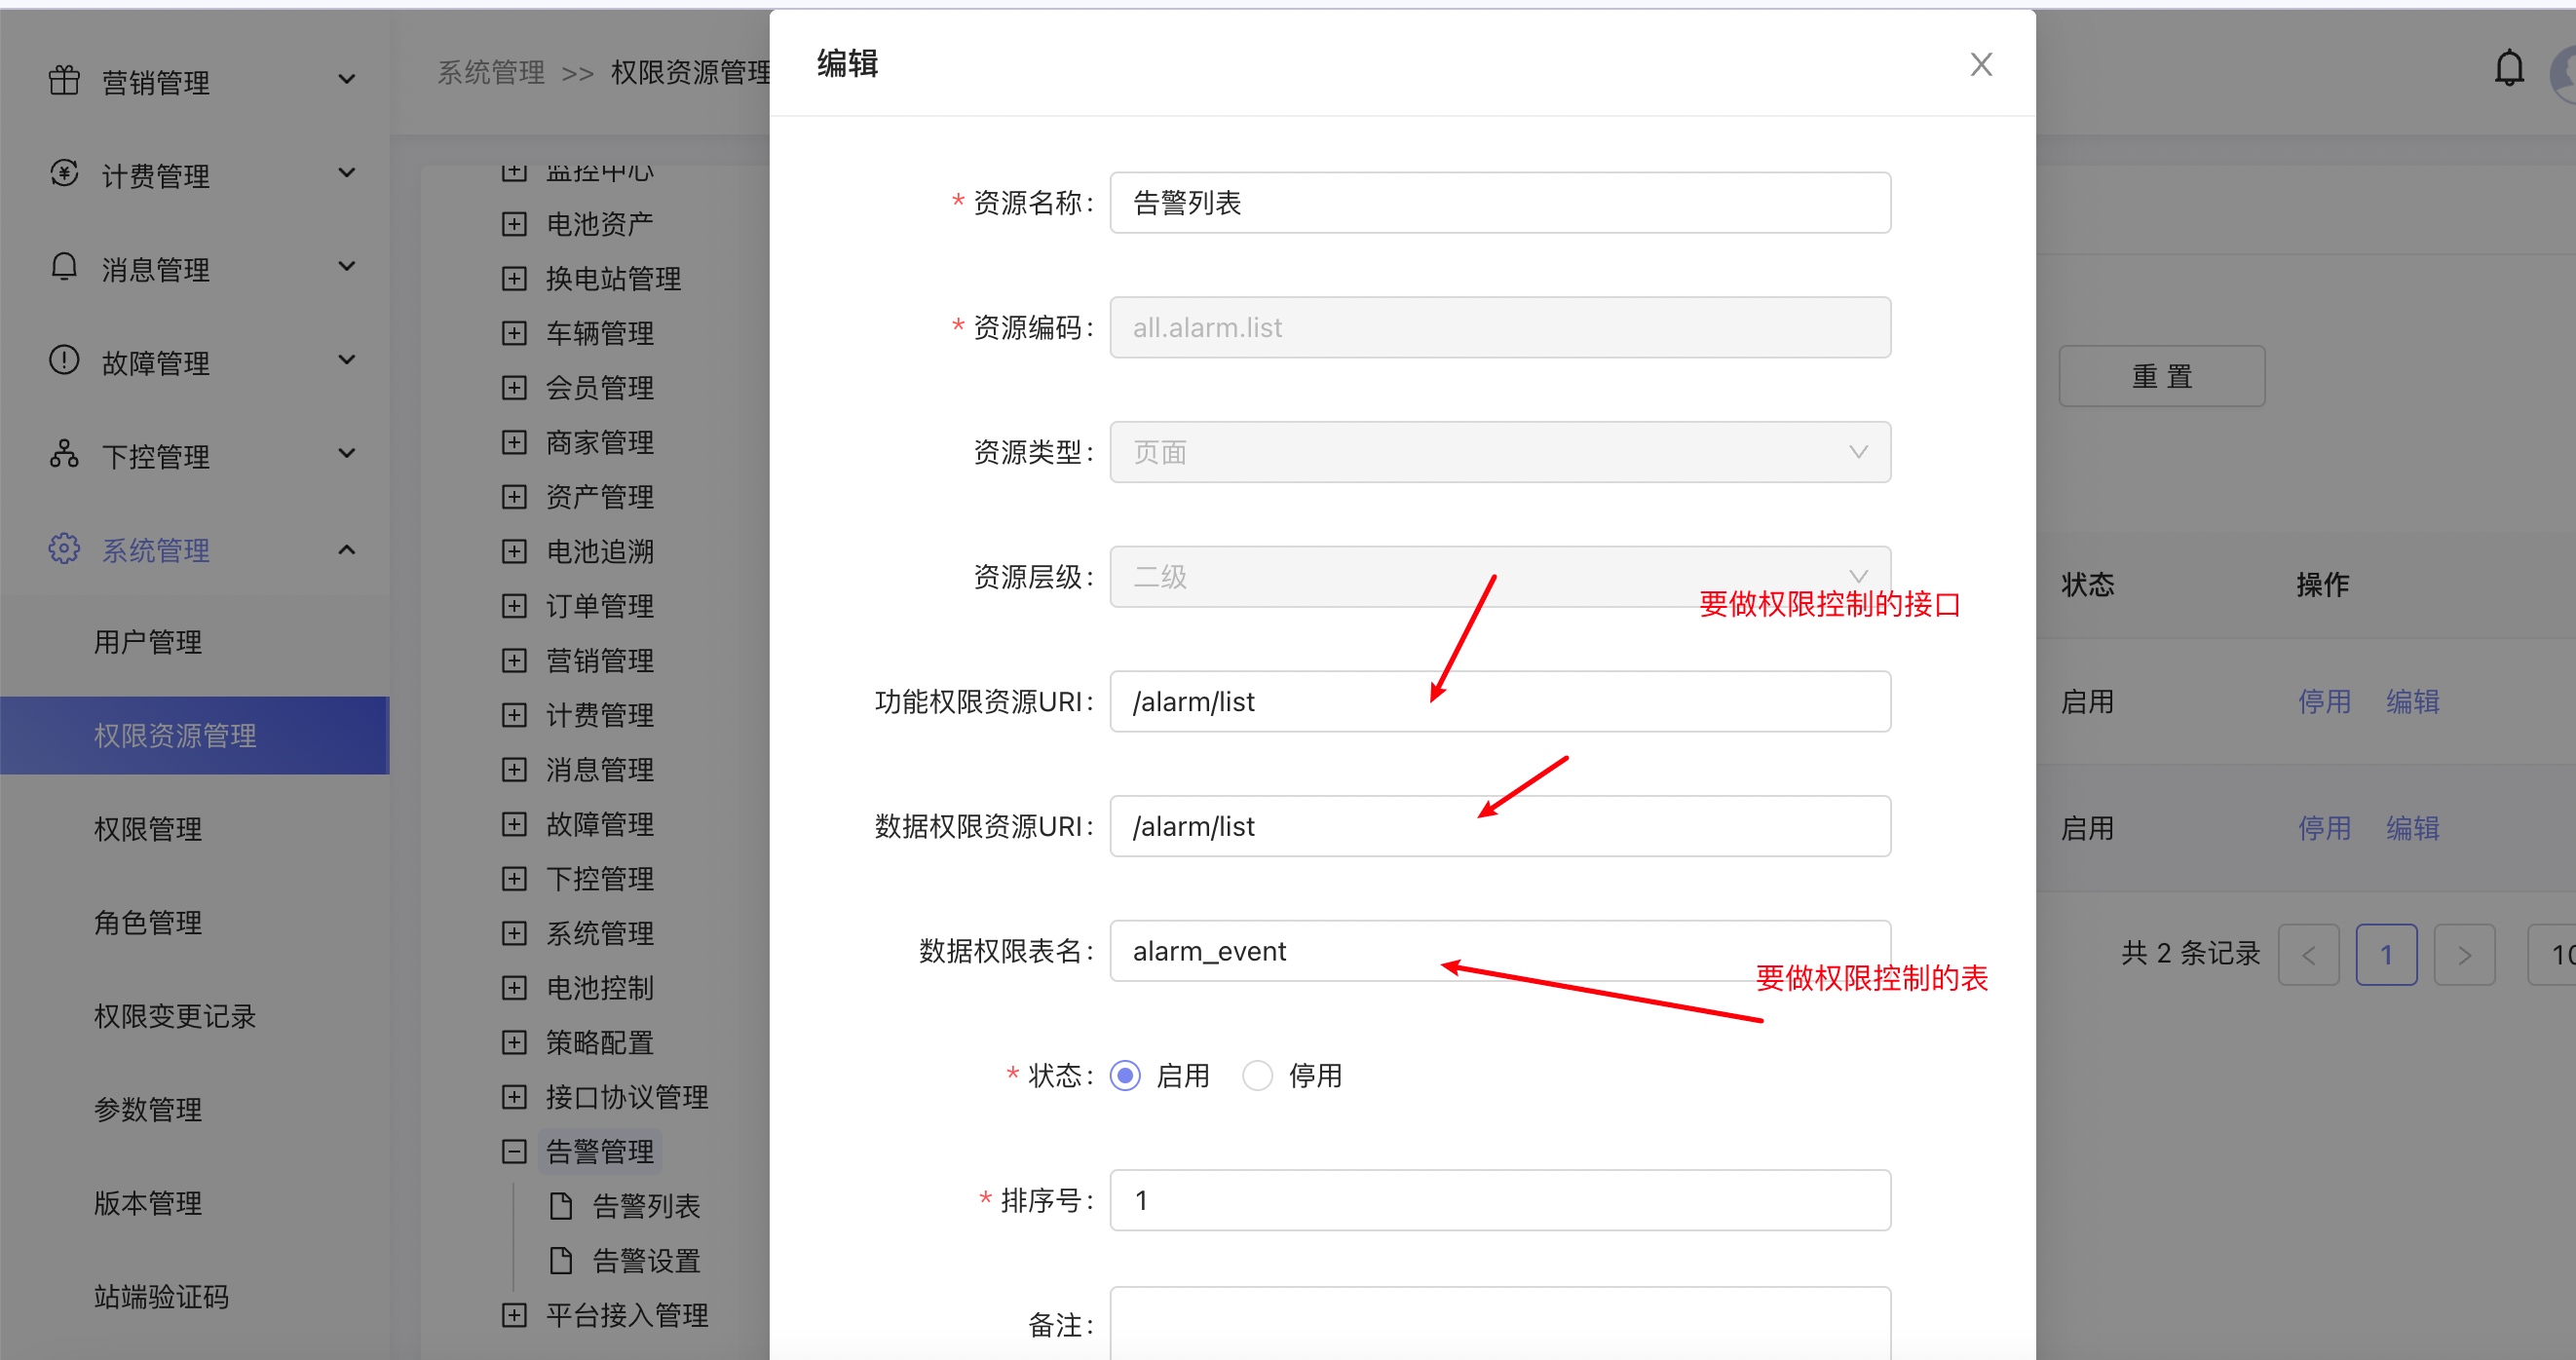 营销管理
计费管理
消息管理
故障管理
下控管理
系统管理
用户管理
权限资源管理
权限管理
角色管理
权限变更记录
参数管理
版本管理
站端验证码
系统管理 >> 权限资源管理
监控中心
电池资产
换电站管理
车辆管理
会员管理
商家管理
资产管理
电池追溯
订单管理
营销管理
计费管理
消息管理
故障管理
下控管理
系统管理
电池控制
策略配置
接口协议管理
告警管理
告警列表
告警设置
平台接入管理
编辑
* 资源名称: 告警列表
* 资源编码: all.alarm.list
资源类型: 页面
资源层级: 二级
要做权限控制的接口
功能权限资源URI: /alarm/list
数据权限资源URI: /alarm/list
数据权限表名: alarm_event
要做权限控制的表
* 状态: 启用 停用
* 排序号: 1
备注:
重 置
状态 操作
启用 停用 编辑
启用 停用 编辑
共 2 条记录 < 1 > 10